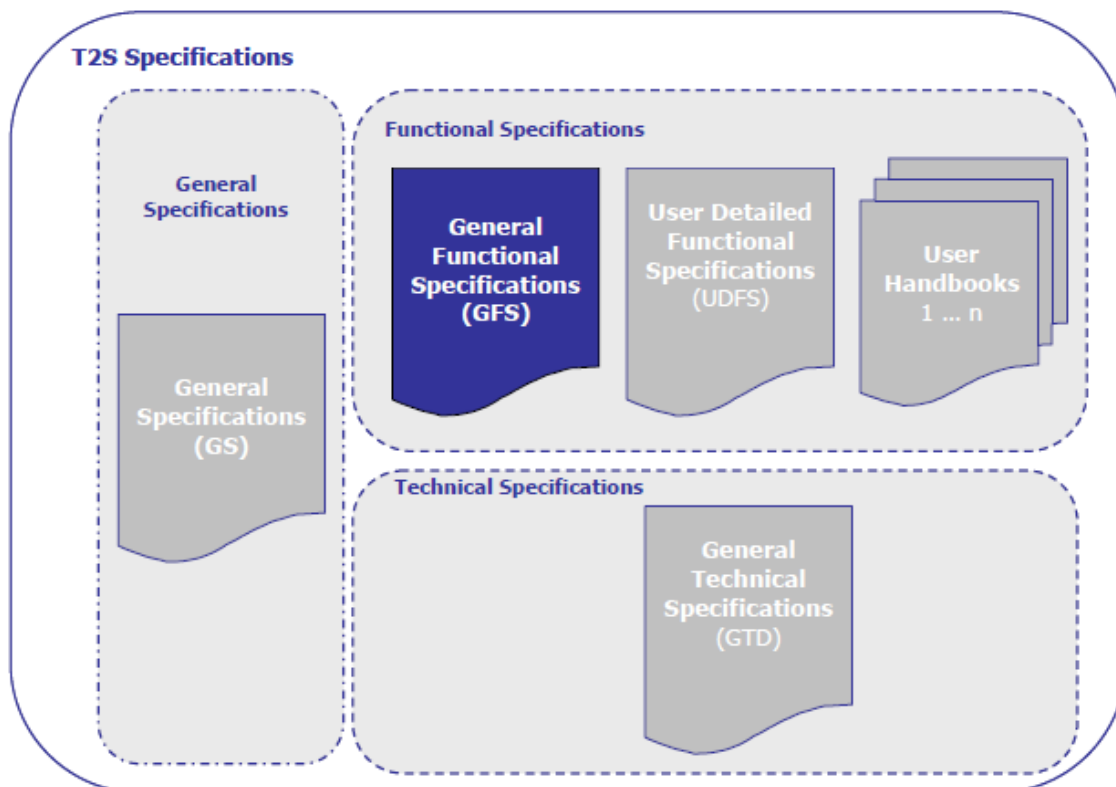 T2S Specifications
General
Specifications
General
Specifications
(GS)
Functional Specifications
General
Functional
Specifications
(GFS)
User Detailed
Functional
Specifications
(UDFS)
User
Handbooks
1 ... n
Technical Specifications
General
Technical
Specifications
(GTD)